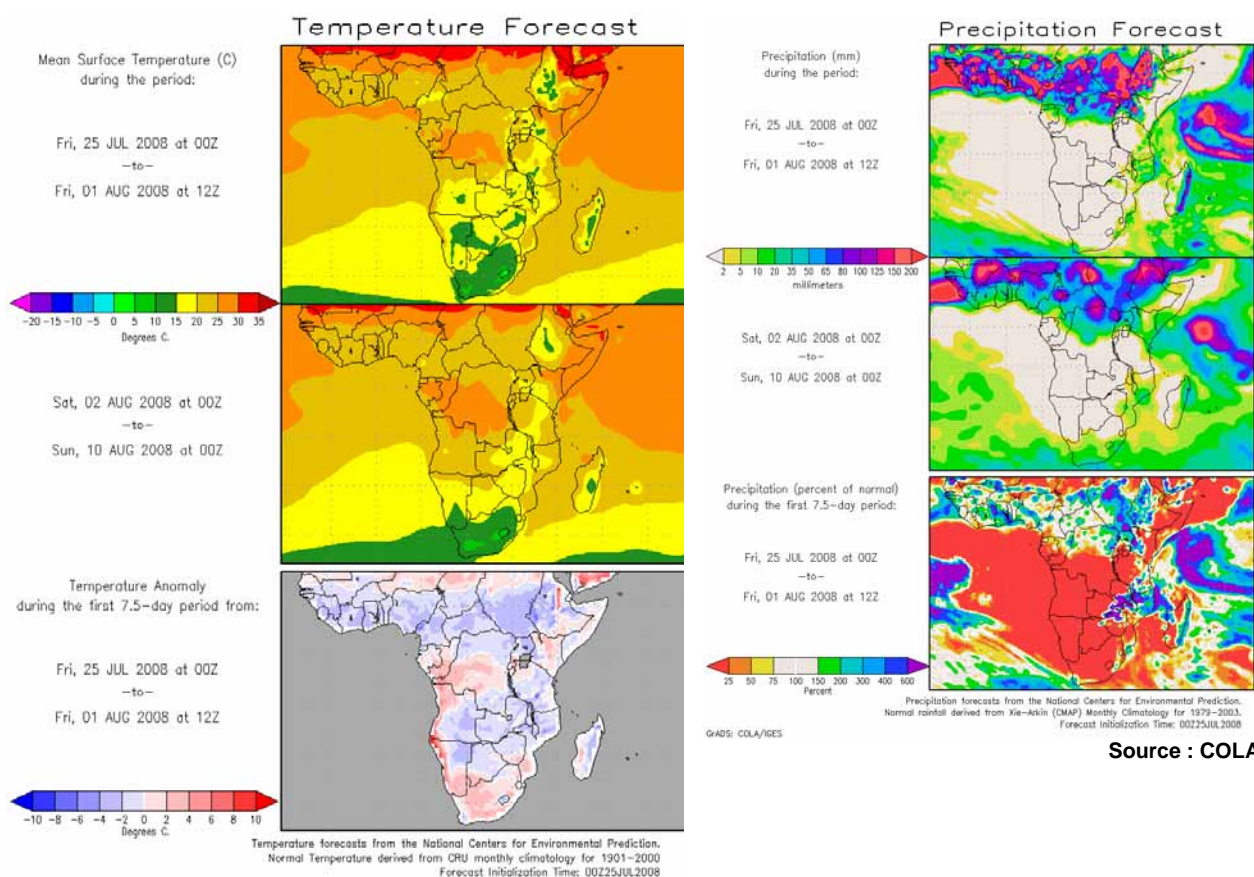 Temperature Forecast
Mean Surface Temperature (C)
during the period:
Fri, 25 JUL 2008 at 00Z
—to—
Fri, 01 AUG 2008 at 12Z
−20 −15 −10 −5 0 5 10 15 20 25 30 35
Degrees C.
Sat, 02 AUG 2008 at 00Z
—to—
Sun, 10 AUG 2008 at 00Z
Temperature Anomaly
during the first 7.5−day period from:
Fri, 25 JUL 2008 at 00Z
—to—
Fri, 01 AUG 2008 at 12Z
−10 −8 −6 −4 −2 0 2 4 6 8 10
Degrees C.
Temperature forecasts from the National Centers for Environmental Prediction.
Normal Temperature derived from CRU monthly climatology for 1901−2000
Forecast Initialization Time: 00Z25JUL2008
Precipitation Forecast
Precipitation (mm)
during the period:
Fri, 25 JUL 2008 at 00Z
—to—
Fri, 01 AUG 2008 at 12Z
2 5 10 20 35 50 65 80 100 125 150 200
millimeters
Sat, 02 AUG 2008 at 00Z
—to—
Sun, 10 AUG 2008 at 00Z
Precipitation (percent of normal)
during the first 7.5−day period:
Fri, 25 JUL 2008 at 00Z
—to—
Fri, 01 AUG 2008 at 12Z
25 50 75 100 150 200 300 400 600
Percent
Precipitation forecasts from the National Centers for Environmental Prediction.
Normal rainfall derived from Xie−Arkin (CMAP) Monthly Climatology for 1979−2003.
Forecast Initialization Time: 00Z25JUL2008
GrADS: COLA/IGES
Source : COLA